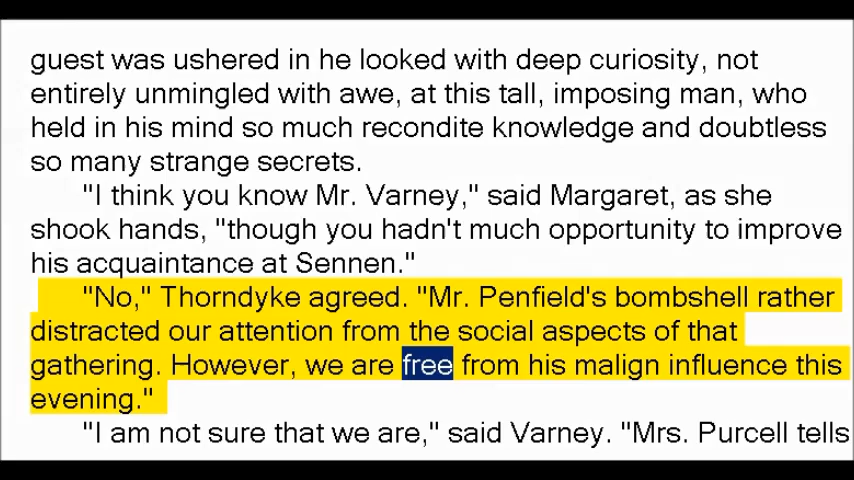 guest was ushered in he looked with deep curiosity, not
entirely unmingled with awe, at this tall, imposing man, who
held in his mind so much recondite knowledge and doubtless
so many strange secrets.
"I think you know Mr. Varney," said Margaret, as she
shook hands, "though you hadn't much opportunity to improve
his acquaintance at Sennen."
"No," Thorndyke agreed. "Mr. Penfield's bombshell rather
distracted our attention from the social aspects of that
gathering. However, we are free from his malign influence this
evening."
"I am not sure that we are," said Varney. "Mrs. Purcell tells